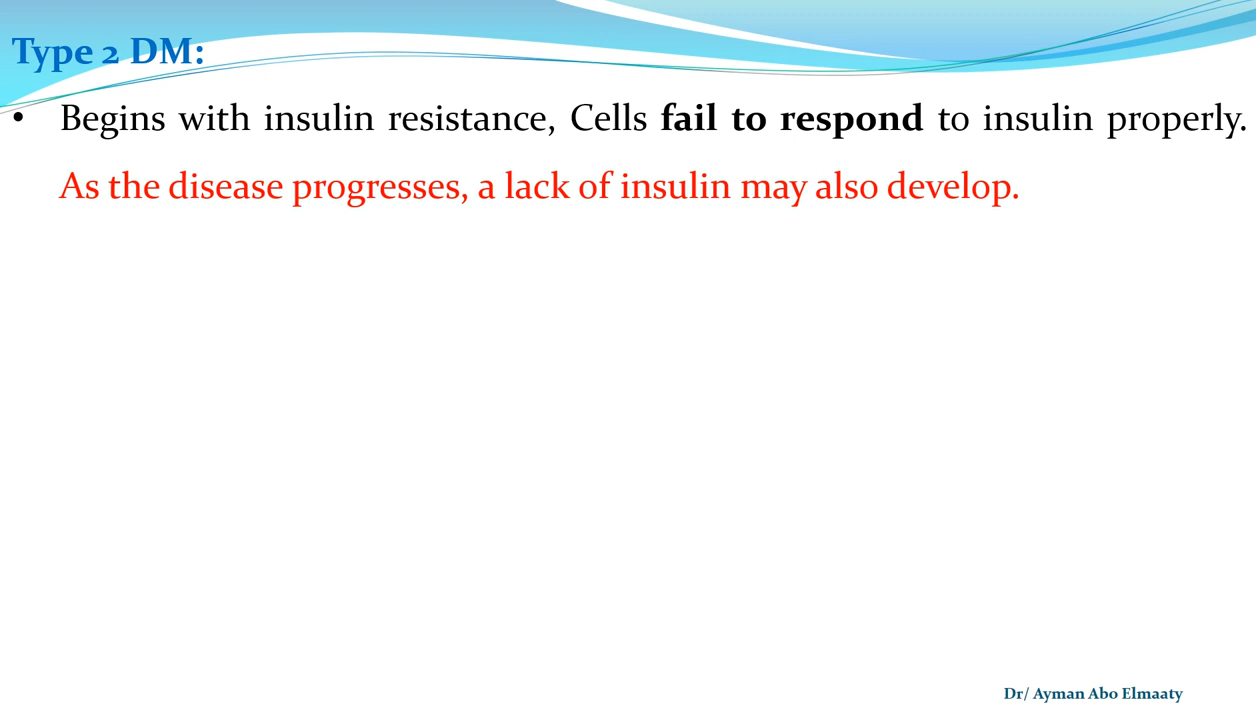 Type 2 DM:
• Begins with insulin resistance, Cells fail to respond to insulin properly.
As the disease progresses, a lack of insulin may also develop.
Dr/ Ayman Abo Elmaaty